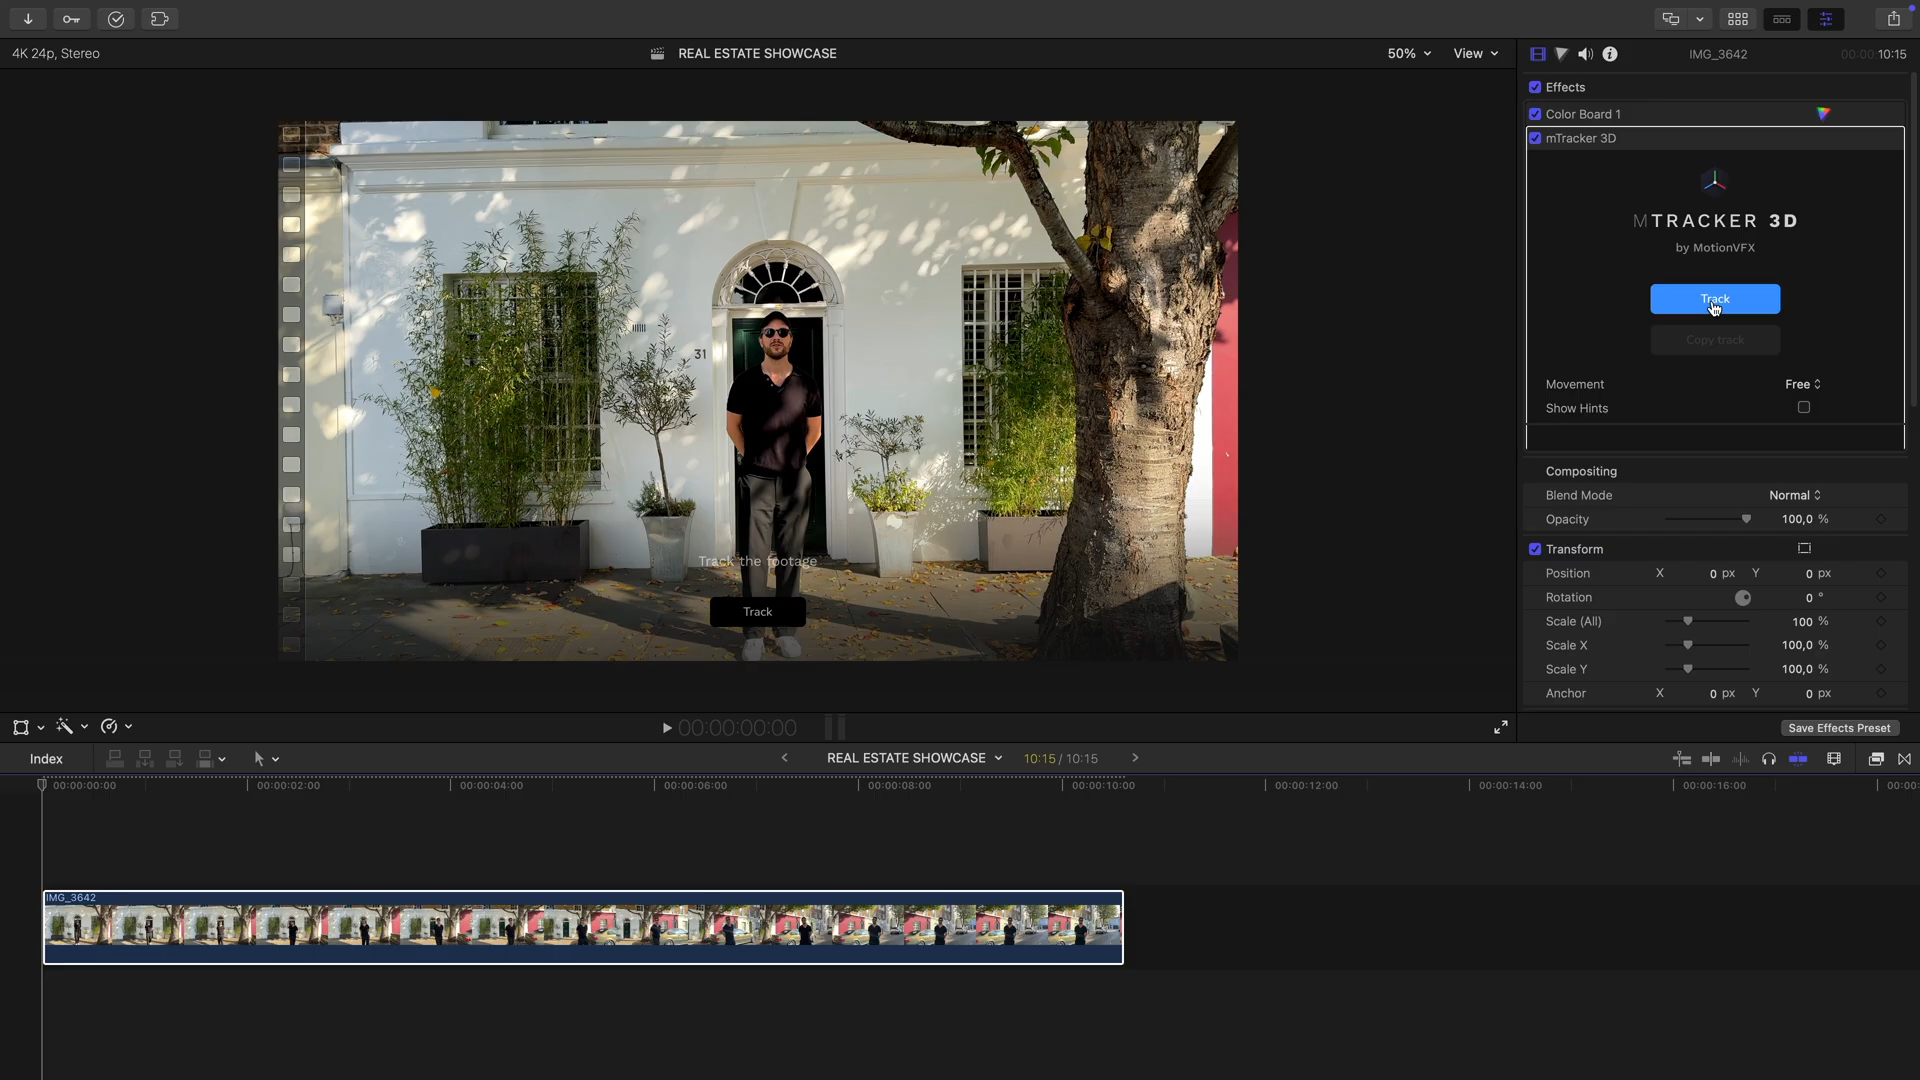 4K 24p, Stereo
REAL ESTATE SHOWCASE
50%
View
IMG_3642
00:00:10:15
Effects
Color Board 1
mTracker 3D
MTRACKER 3D
by MotionVFX
Track
Copy track
Movement
Free
Show Hints
Compositing
Blend Mode
Normal
Opacity
100,0 %
Transform
Position
X
0 px
Y
0 px
Rotation
0 °
Scale (All)
100 %
Scale X
100,0 %
Scale Y
100,0 %
Anchor
X
0 px
Y
0 px
31
Track the footage
Track
00:00:00:00
Save Effects Preset
Index
REAL ESTATE SHOWCASE
10:15 / 10:15
00:00:00:00
00:00:02:00
00:00:04:00
00:00:06:00
00:00:08:00
00:00:10:00
00:00:12:00
00:00:14:00
00:00:16:00
00:00:
IMG_3642